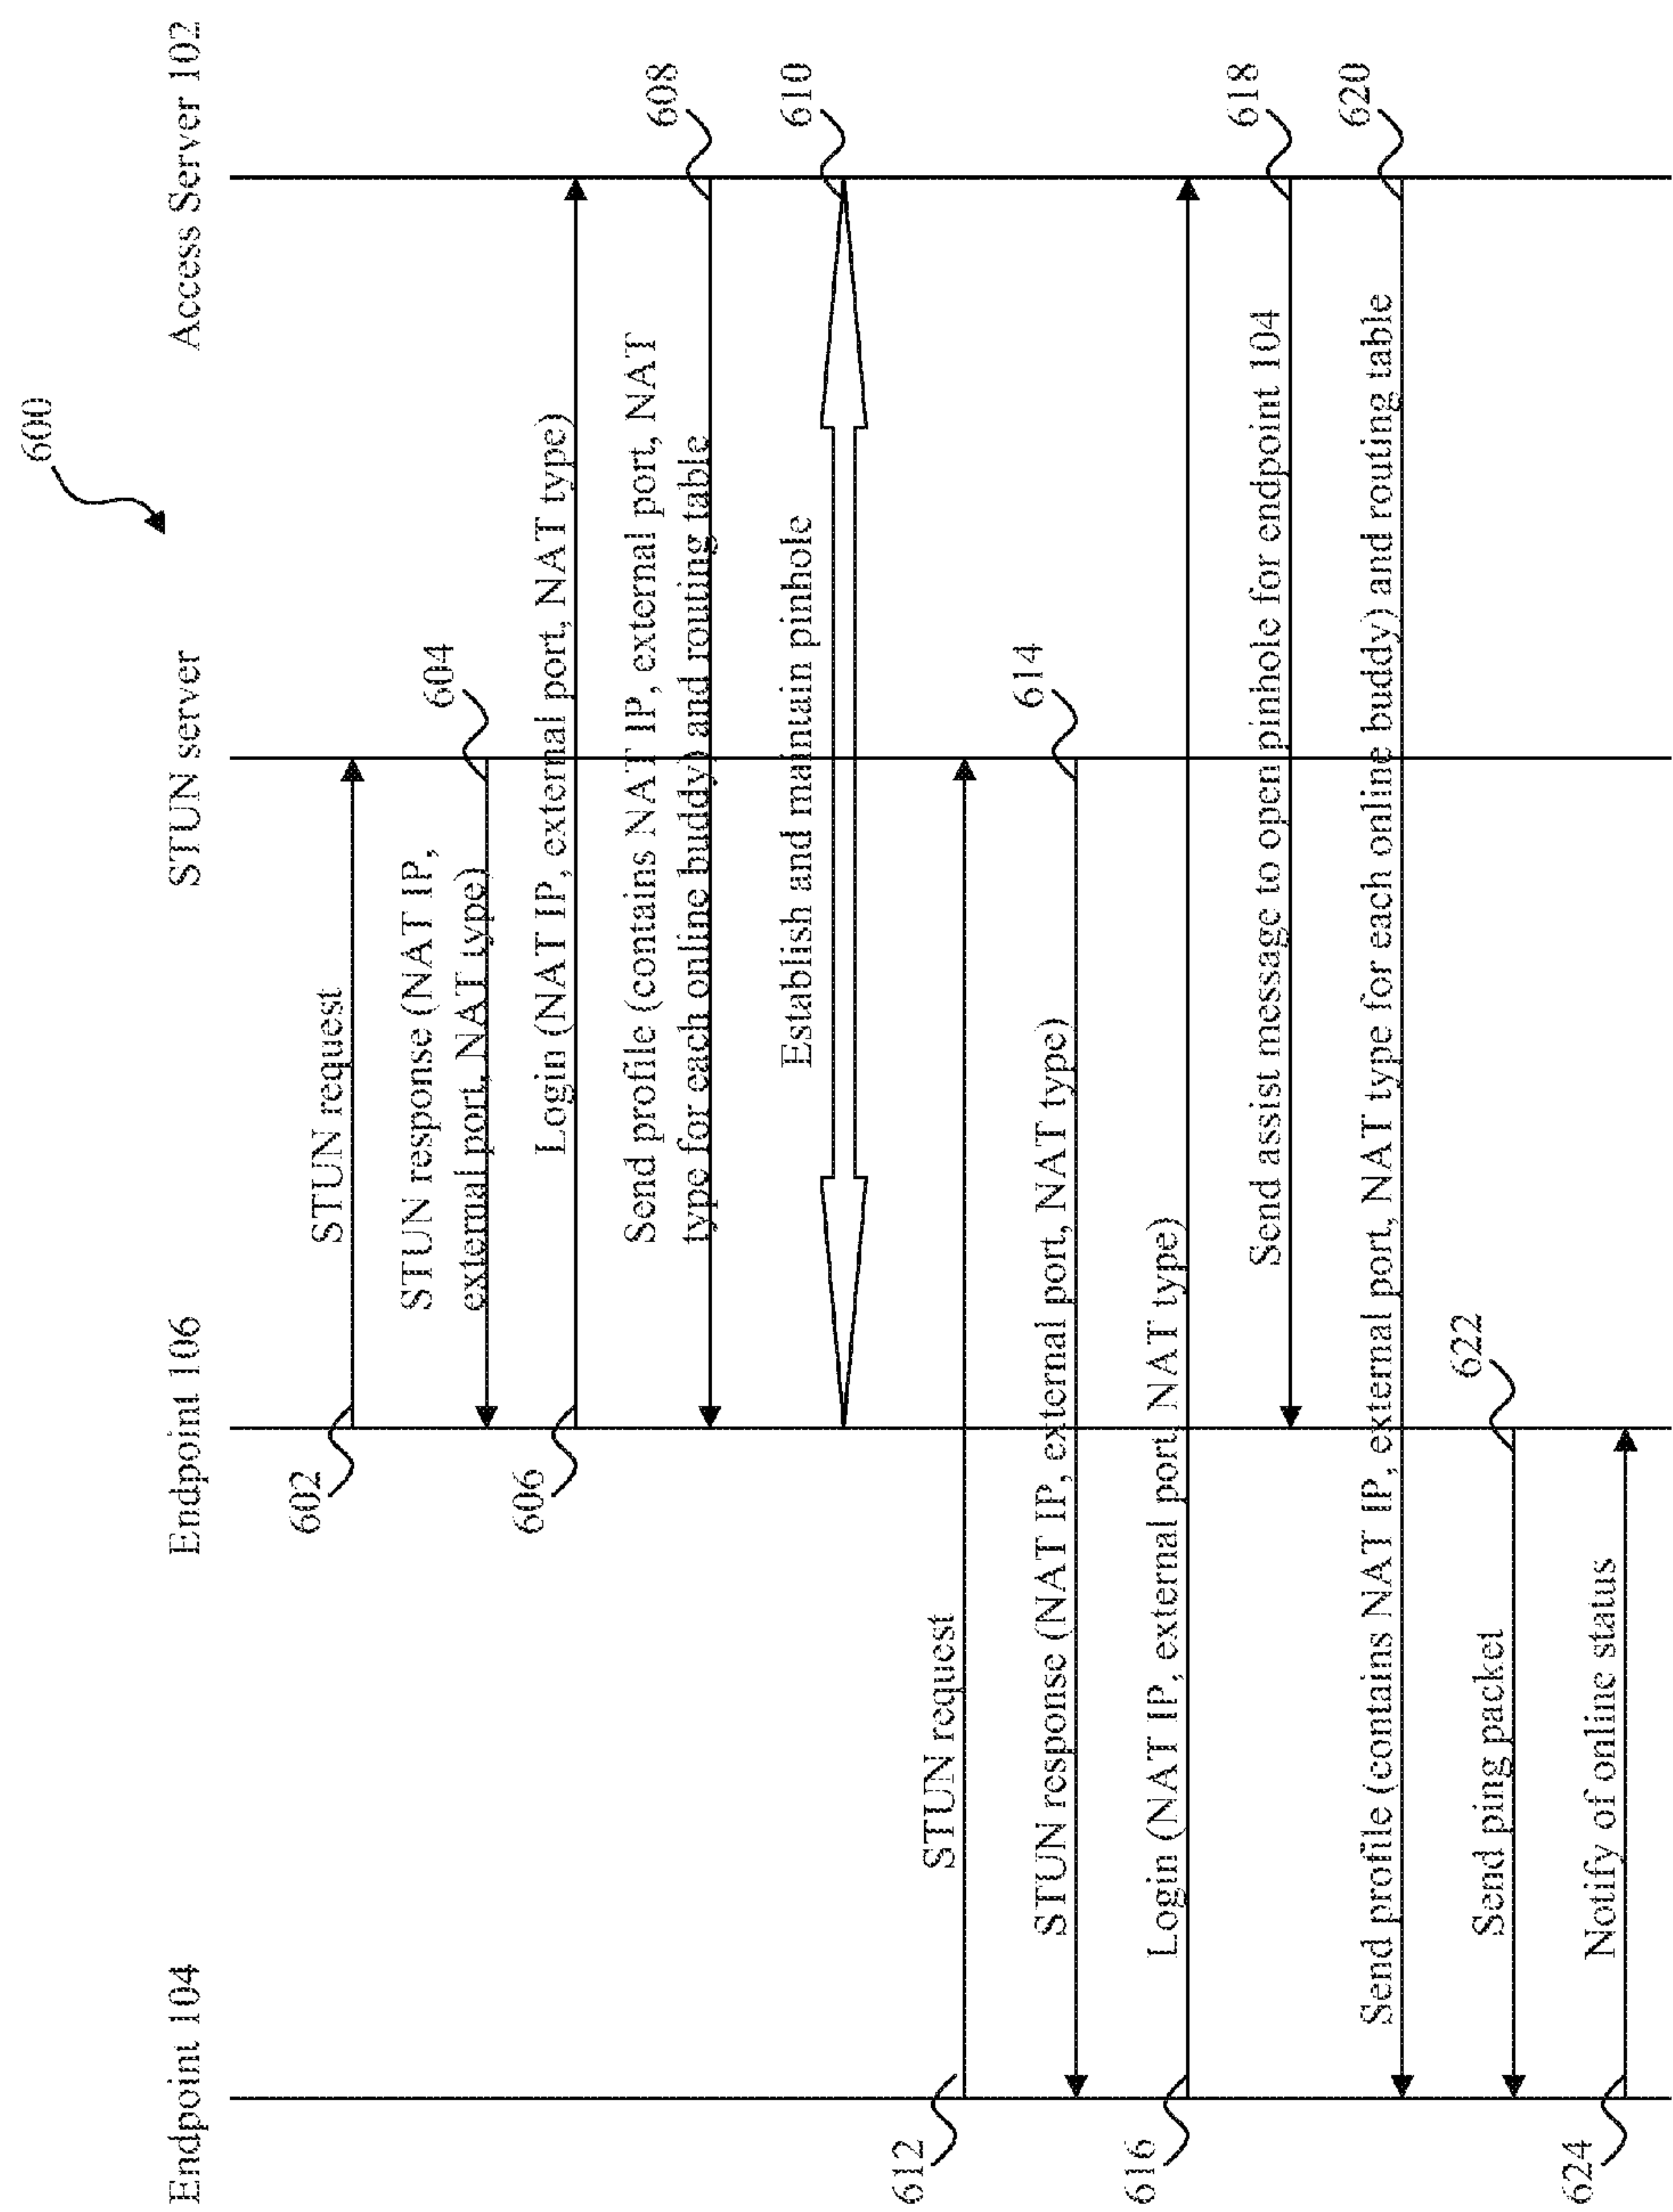 600
Endpoint 104
Endpoint 106
STUN server
Access Server 102
602
STUN request
STUN response (NAT IP,
external port, NAT type)
604
606
Login (NAT IP, external port, NAT type)
Send profile (contains NAT IP, external port, NAT
type for each online buddy) and routing table
608
Establish and maintain pinhole
610
612
STUN request
STUN response (NAT IP, external port, NAT type)
614
616
Login (NAT IP, external port, NAT type)
Send assist message to open pinhole for endpoint 104
618
Send profile (contains NAT IP, external port, NAT type for each online buddy) and routing table
620
Send ping packet
622
624
Notify of online status